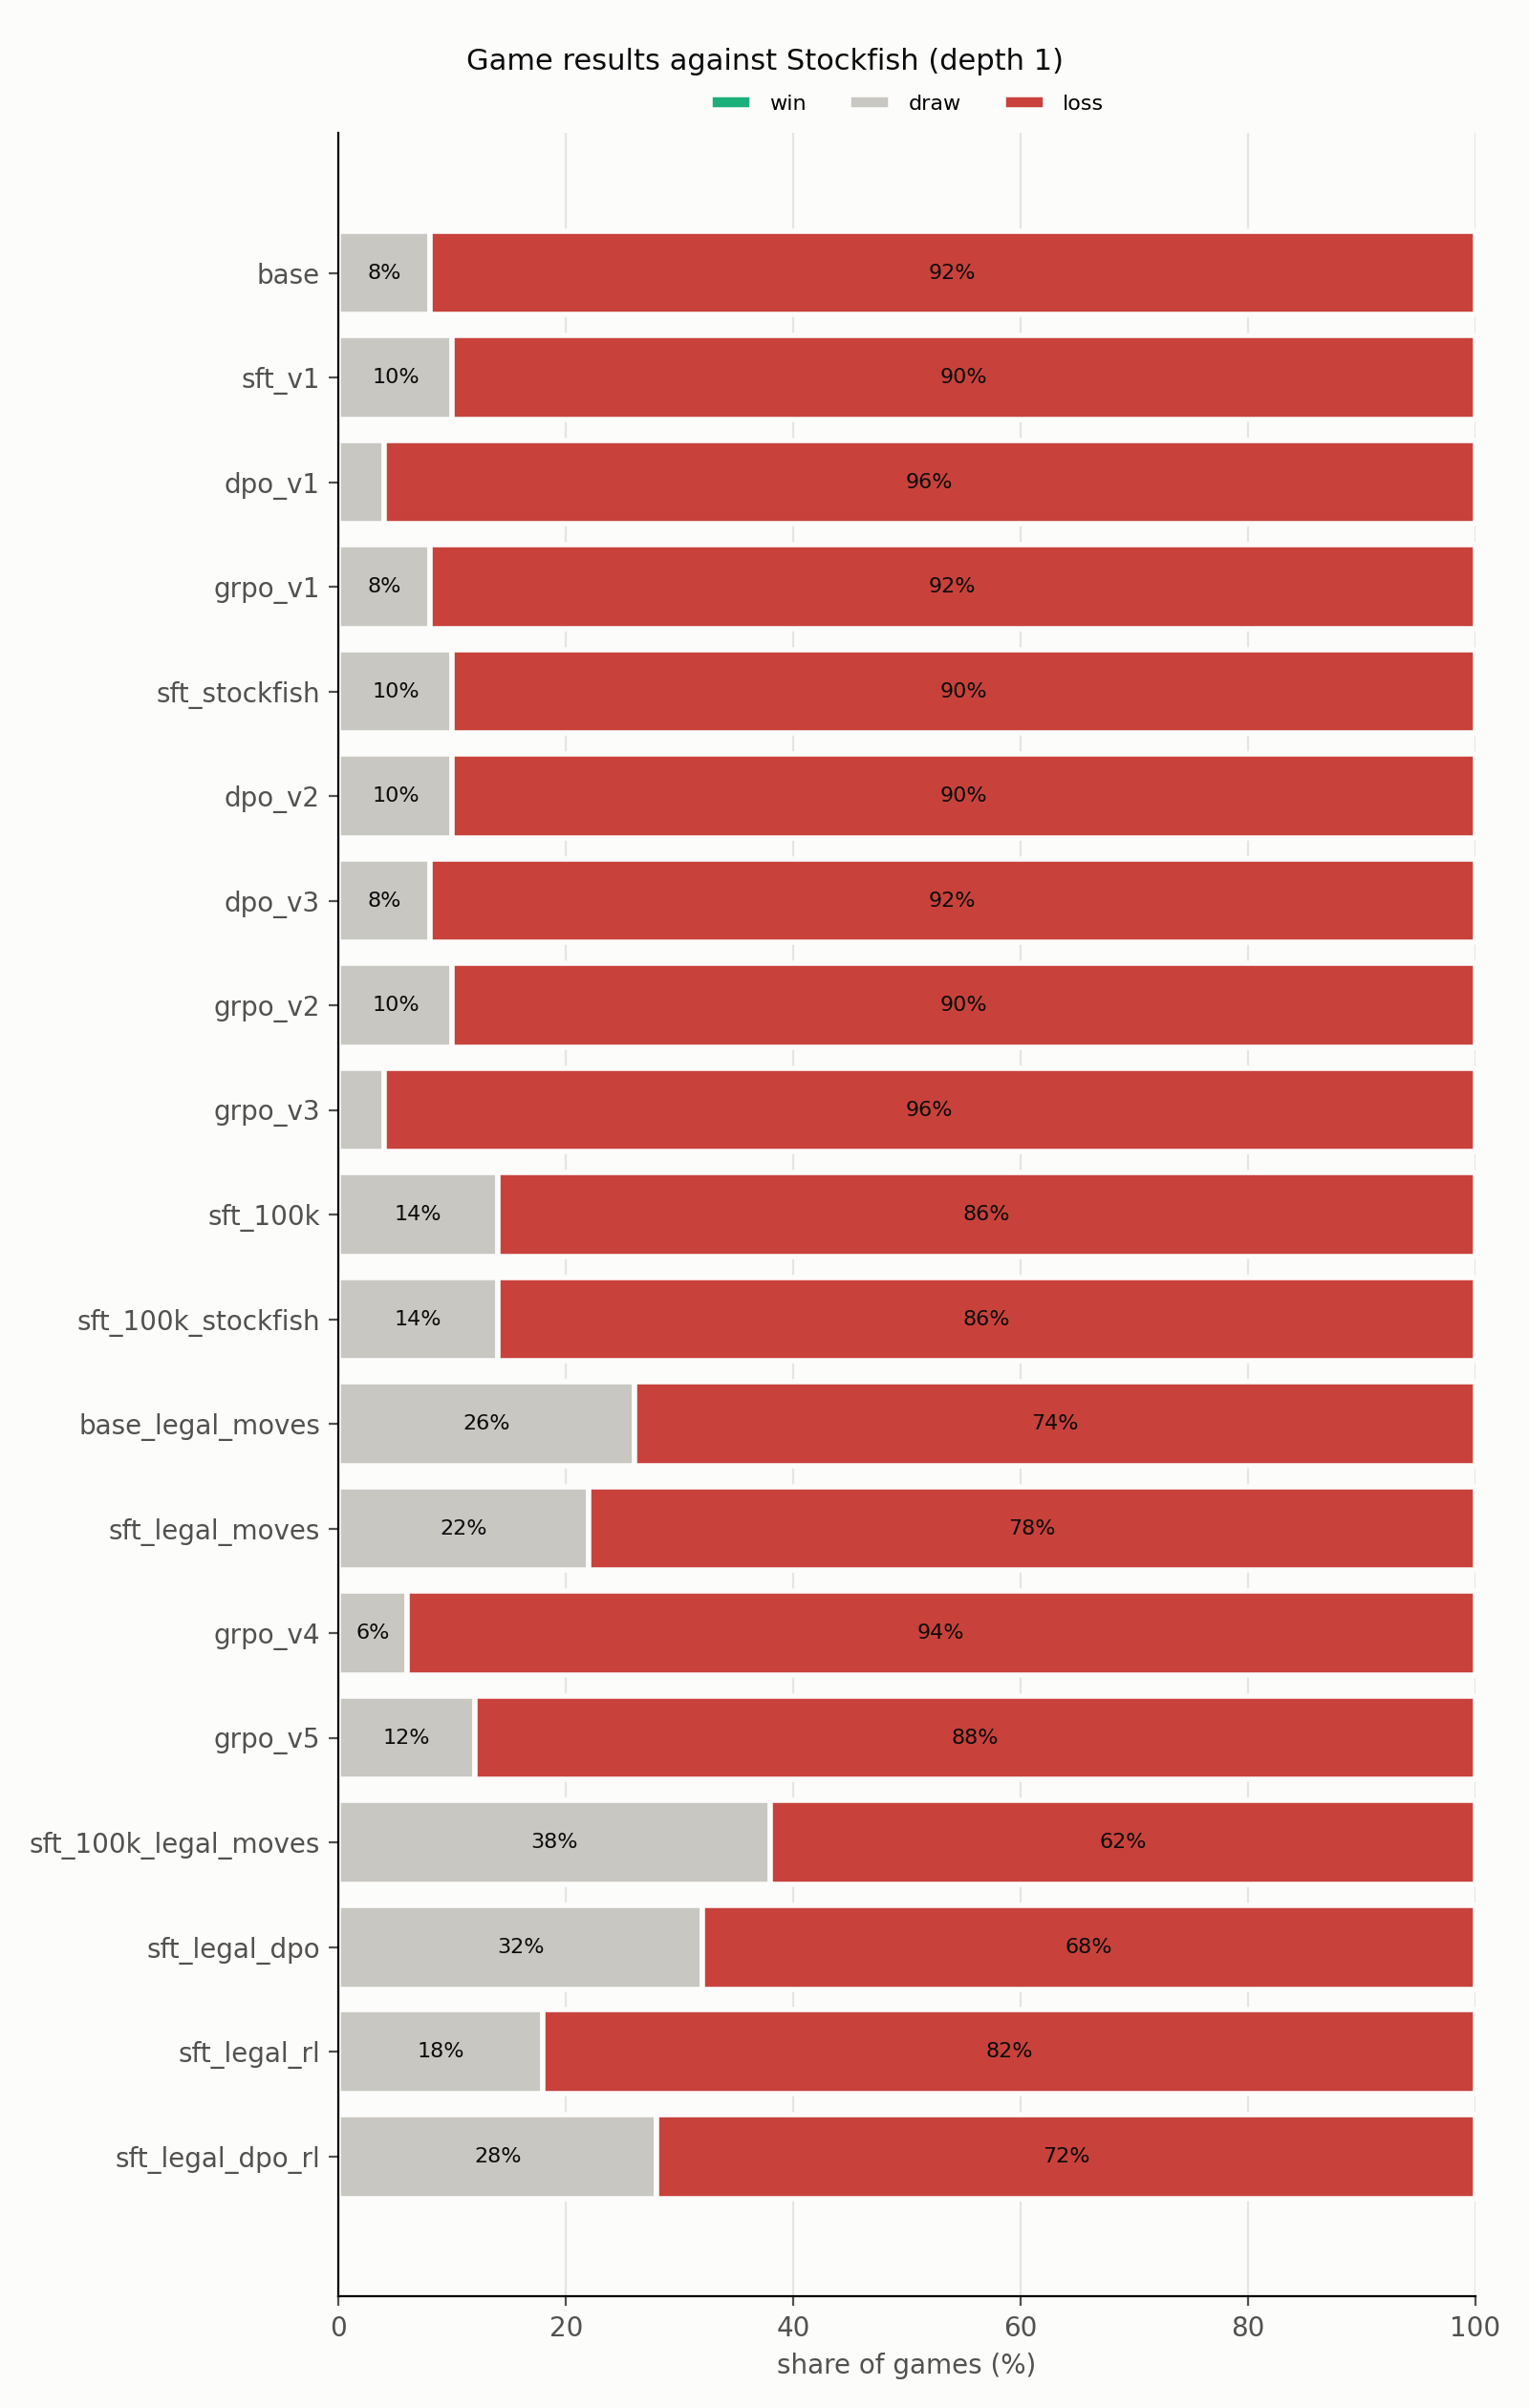 Game results against Stockfish (depth 1)
win draw loss
base 8% 92%
sft_v1 10% 90%
dpo_v1 96%
grpo_v1 8% 92%
sft_stockfish 10% 90%
dpo_v2 10% 90%
dpo_v3 8% 92%
grpo_v2 10% 90%
grpo_v3 96%
sft_100k 14% 86%
sft_100k_stockfish 14% 86%
base_legal_moves 26% 74%
sft_legal_moves 22% 78%
grpo_v4 6% 94%
grpo_v5 12% 88%
sft_100k_legal_moves 38% 62%
sft_legal_dpo 32% 68%
sft_legal_rl 18% 82%
sft_legal_dpo_rl 28% 72%
0 20 40 60 80 100
share of games (%)